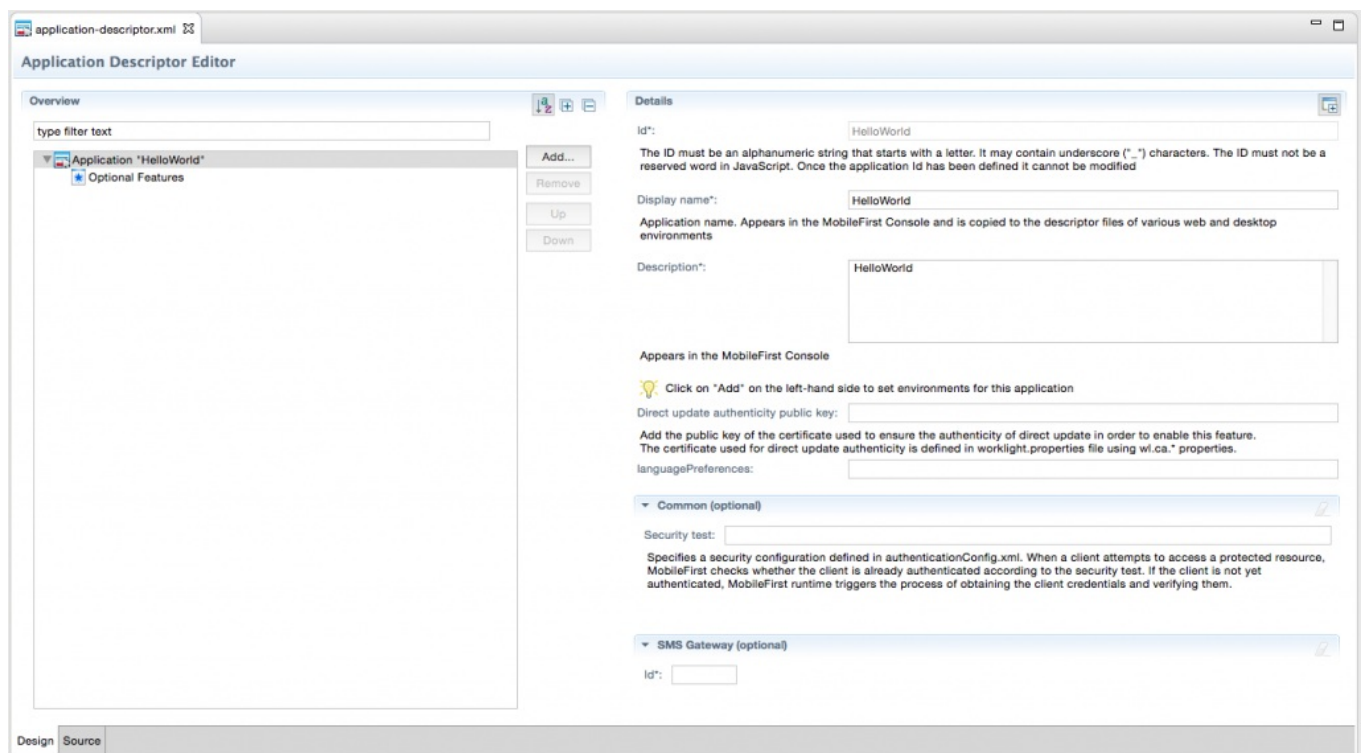 application-descriptor.xml
Application Descriptor Editor
Overview
type filter text
Application "HelloWorld"
Optional Features
Add...
Remove
Up
Down
Details
Id*:
HelloWorld
The ID must be an alphanumeric string that starts with a letter. It may contain underscore ("_") characters. The ID must not be a
reserved word in JavaScript. Once the application Id has been defined it cannot be modified
Display name*:
HelloWorld
Application name. Appears in the MobileFirst Console and is copied to the descriptor files of various web and desktop
environments
Description*:
HelloWorld
Appears in the MobileFirst Console
Click on "Add" on the left-hand side to set environments for this application
Direct update authenticity public key:
Add the public key of the certificate used to ensure the authenticity of direct update in order to enable this feature.
The certificate used for direct update authenticity is defined in worklight.properties file using wl.ca.* properties.
languagePreferences:
Common (optional)
Security test:
Specifies a security configuration defined in authenticationConfig.xml. When a client attempts to access a protected resource,
MobileFirst checks whether the client is already authenticated according to the security test. If the client is not yet
authenticated, MobileFirst runtime triggers the process of obtaining the client credentials and verifying them.
SMS Gateway (optional)
Id*:
Design
Source